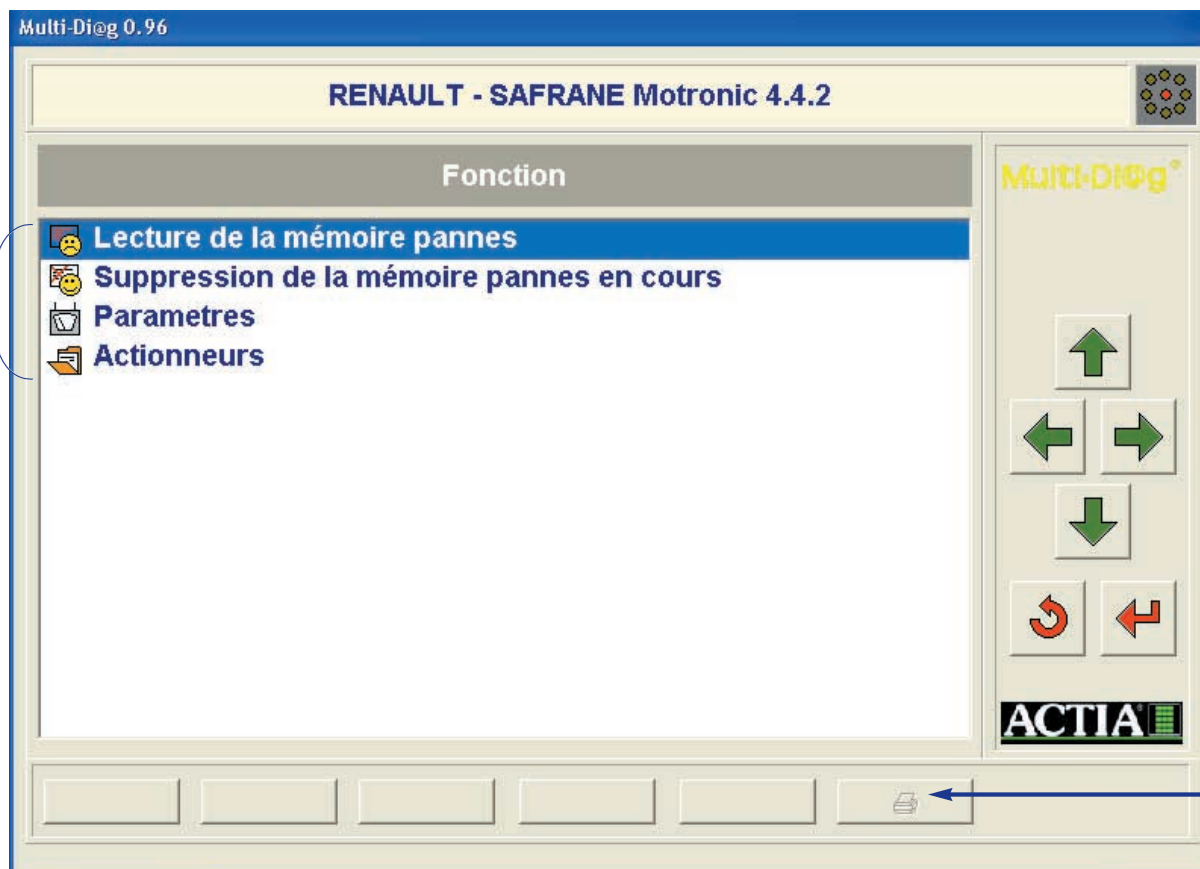 Multi-Di@g 0.96
RENAULT - SAFRANE Motronic 4.4.2
Fonction
Multi-Di@g
Lecture de la mémoire pannes
Suppression de la mémoire pannes en cours
Parametres
Actionneurs
ACTIA